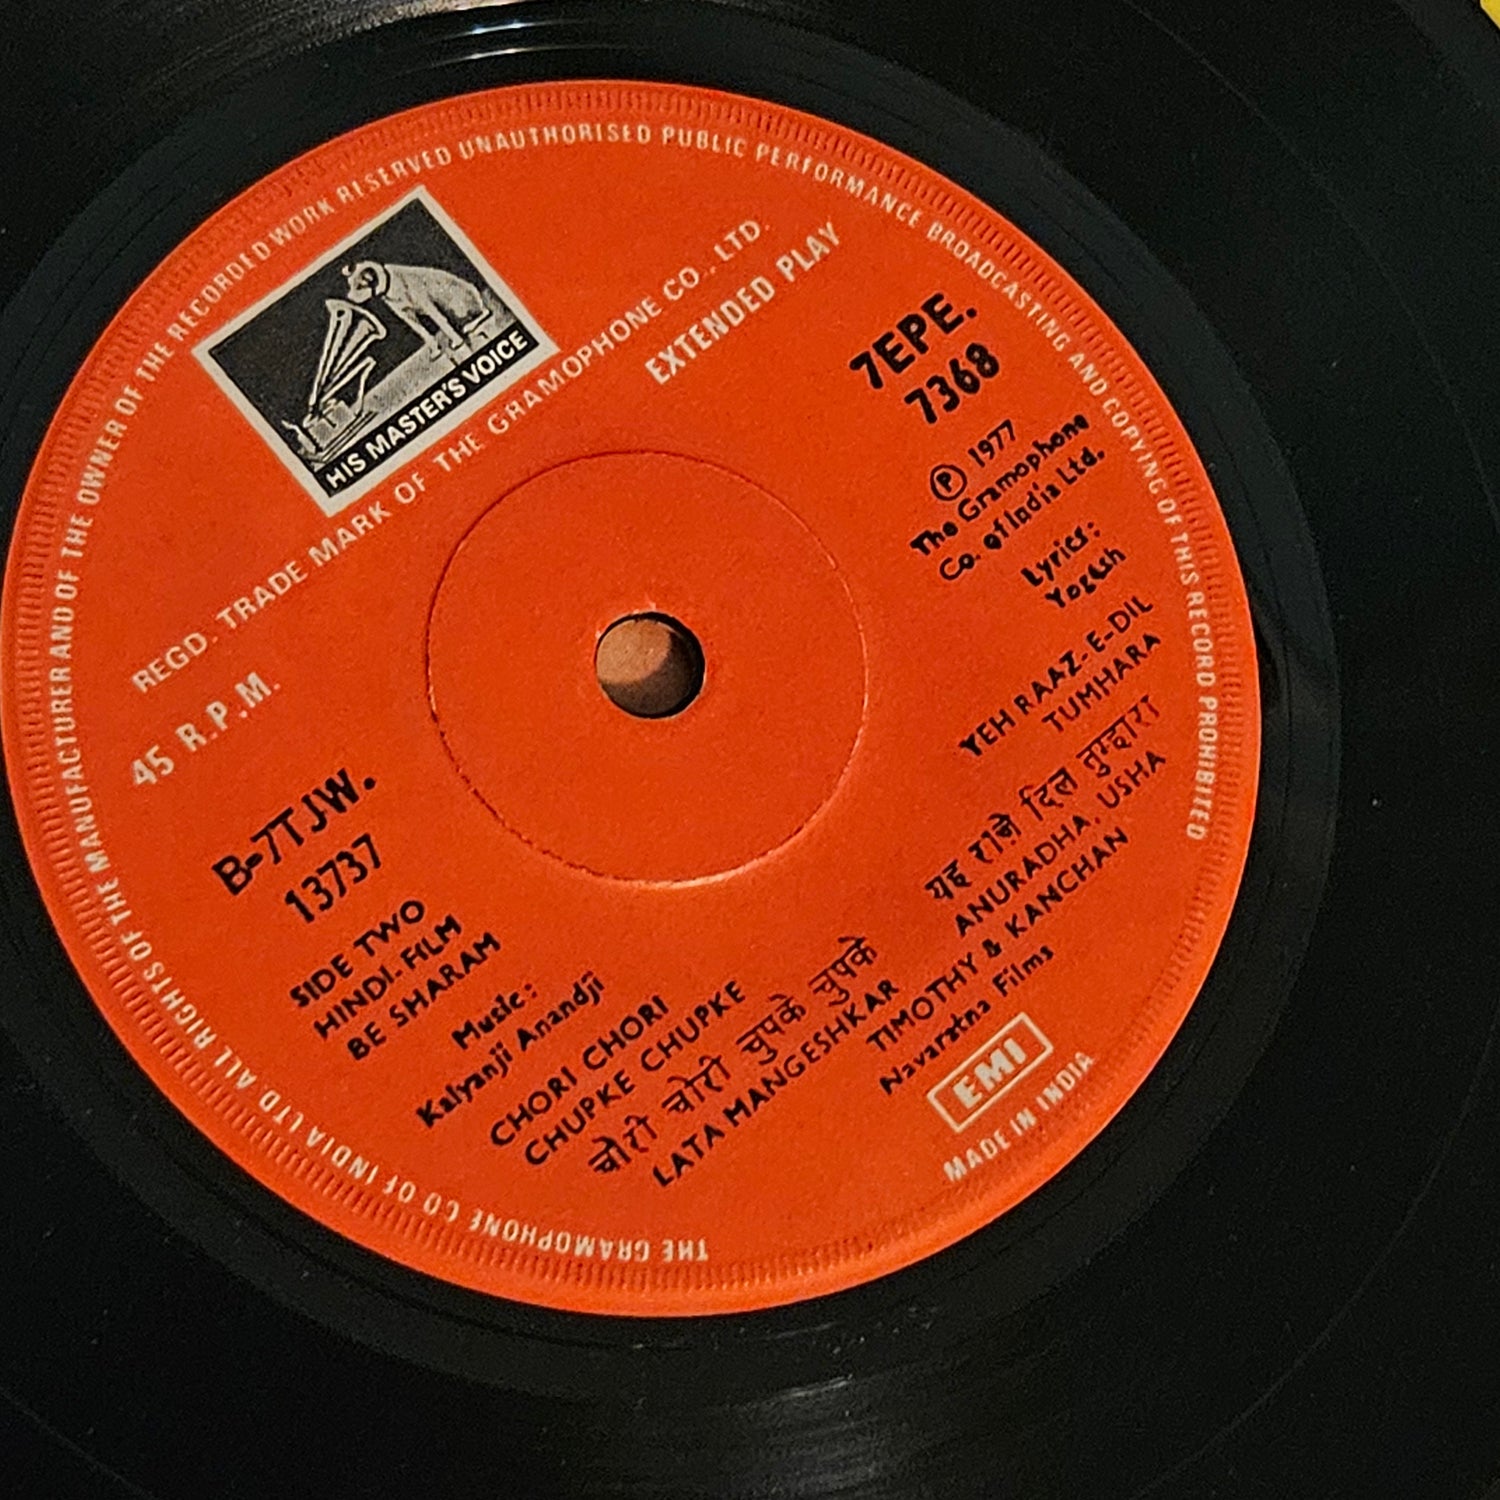 THE GRAMOPHONE CO OF INDIA LTD. ALL RIGHTS OF THE MANUFACTURER AND OF THE OWNER OF THE RECORDED WORK RESERVED UNAUTHORISED PUBLIC PERFORMANCE BROADCASTING AND COPYING OF THIS RECORD PROHIBITED
HIS MASTER'S VOICE
REGD. TRADE MARK OF THE GRAMOPHONE CO., LTD.
EXTENDED PLAY
45 R.P.M.
7EPE.
7368
Ⓟ 1977
The Gramophone
Co. of India Ltd.
Lyrics:
Yogesh
B-7TJW.
13737
SIDE TWO
HINDI-FILM
BE SHARAM
Music:
Kalyanji Anandji
CHORI CHORI
CHUPKE CHUPKE
चोरी चोरी चुपके चुपके
LATA MANGESHKAR
YEH RAAZ-E-DIL
TUMHARA
यह राज़े दिल तुम्हारा
ANURADHA, USHA
TIMOTHY & KANCHAN
Navaratna Films
EMI
MADE IN INDIA